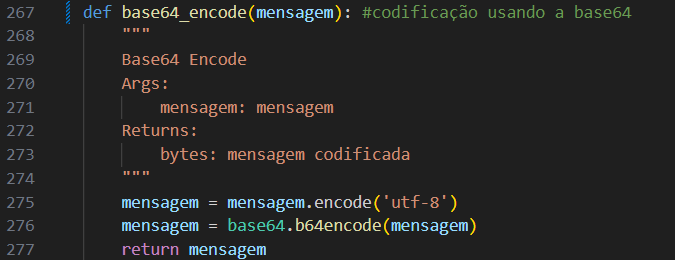 267 def base64_encode(mensagem): #codificação usando a base64
268 """
269 Base64 Encode
270 Args:
271 mensagem: mensagem
272 Returns:
273 bytes: mensagem codificada
274 """
275 mensagem = mensagem.encode('utf-8')
276 mensagem = base64.b64encode(mensagem)
277 return mensagem